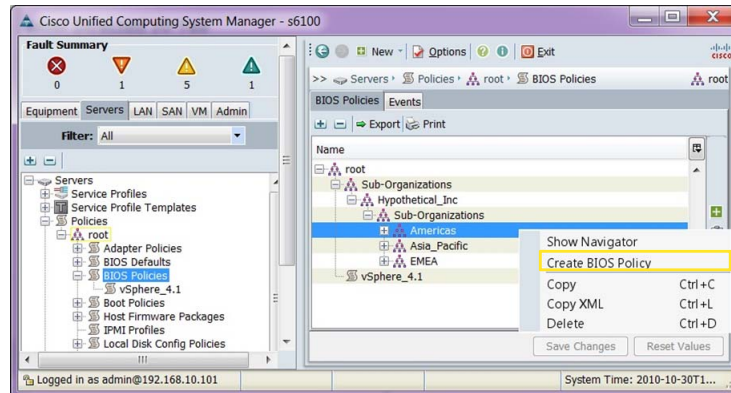 Cisco Unified Computing System Manager - s6100
Fault Summary
0 1 5 1
Equipment Servers LAN SAN VM Admin
Filter: All
Servers
Service Profiles
Service Profile Templates
Policies
root
Adapter Policies
BIOS Defaults
BIOS Policies
vSphere_4.1
Boot Policies
Host Firmware Packages
IPMI Profiles
Local Disk Config Policies
New Options Exit
CISCO
>> Servers Policies root BIOS Policies root
BIOS Policies Events
Export Print
Name
root
Sub-Organizations
Hypothetical_Inc
Sub-Organizations
Americas
Asia_Pacific
EMEA
vSphere_4.1
Show Navigator
Create BIOS Policy
Copy Ctrl+C
Copy XML Ctrl+L
Delete Ctrl+D
Save Changes Reset Values
Logged in as admin@192.168.10.101 System Time: 2010-10-30T1...